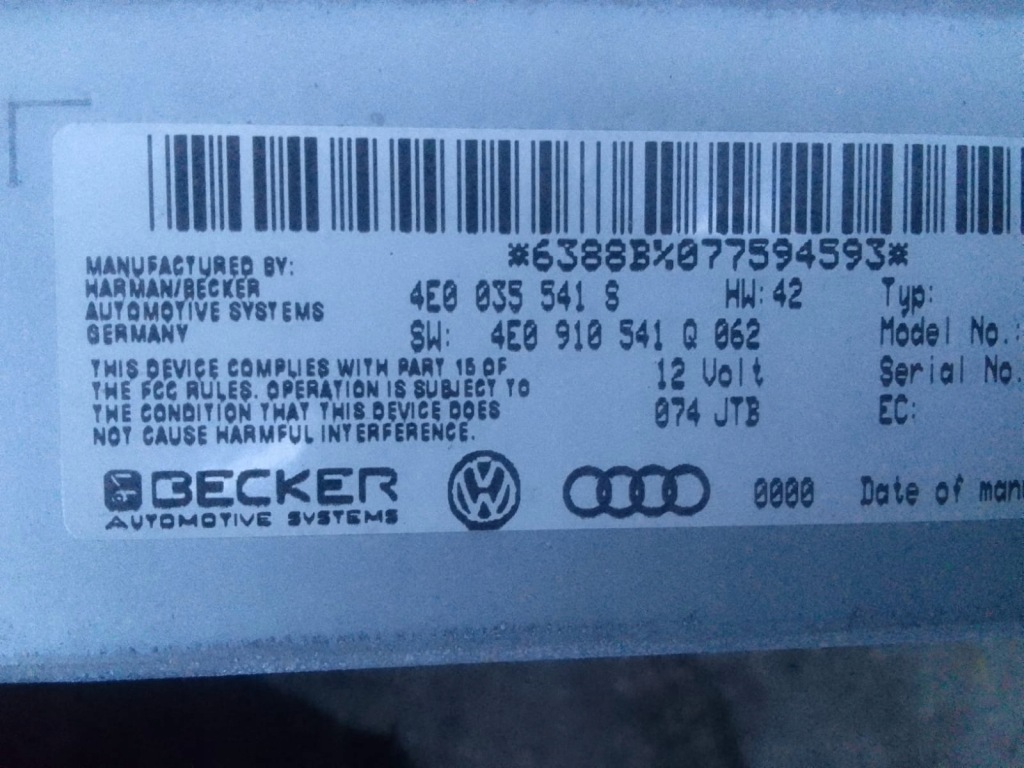 *6388B%077594593*
MANUFACTURED BY:
HARMAN/BECKER
AUTOMOTIVE SYSTEMS
GERMANY
4E0 035 541 S HW: 42
SW: 4E0 910 541 Q 062
12 Volt
074 JTB
Typ:
Model No.:
Serial No.
EC:
THIS DEVICE COMPLIES WITH PART 15 OF
THE FCC RULES. OPERATION IS SUBJECT TO
THE CONDITION THAT THIS DEVICE DOES
NOT CAUSE HARMFUL INTERFERENCE.
BECKER
AUTOMOTIVE SYSTEMS
VW
0000 Date of man